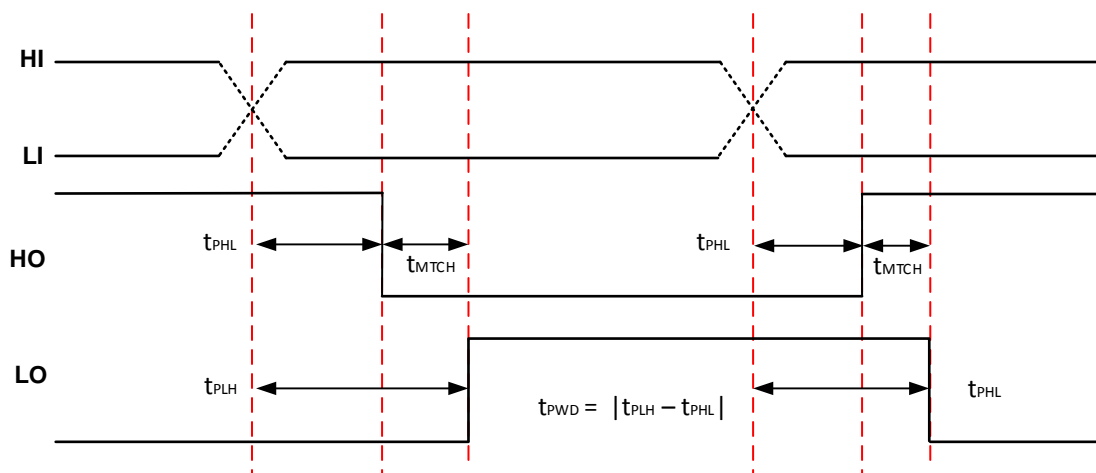 HI
LI
tPHL
tPHL
HO
tMTCH
tMTCH
LO
tPLH
tPHL
tPWD = |tPLH – tPHL|